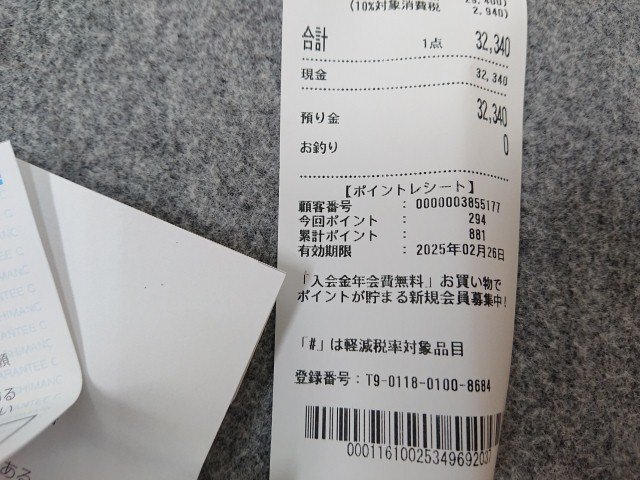 (10%対象消費税 2,940)
合計 1点 32,340
現金 32,340
預り金 32,340
お釣り 0
【ポイントレシート】
顧客番号 : 0000003855177
今回ポイント : 294
累計ポイント : 881
有効期限 : 2025年02月26日
「入会金年会費無料」お買い物で
ポイントが貯まる新規会員募集中!
「#」は軽減税率対象品目
登録番号:T9-0118-0100-8684
00011610025349692037